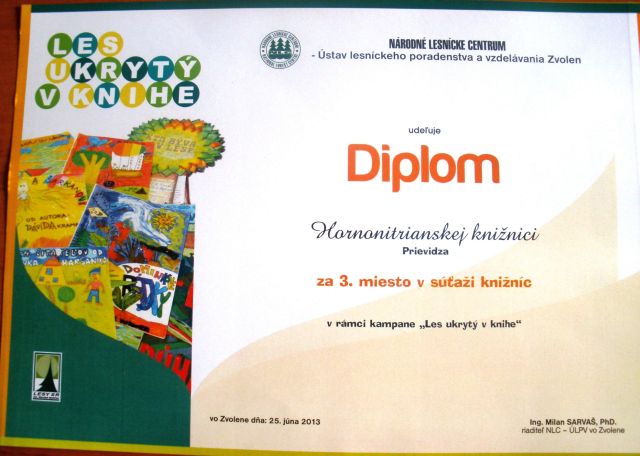 LES
UKRYTÝ
V KNIHE
NÁRODNÉ LESNÍCKE CENTRUM
- Ústav lesníckeho poradenstva a vzdelávania Zvolen
udeľuje
Diplom
Hornonitrianskej knižnici
Prievidza
za 3. miesto v súťaži knižníc
v rámci kampane „Les ukrytý v knihe“
vo Zvolene dňa: 25. júna 2013
Ing. Milan SARVAŠ, PhD.
riaditeľ NLC – ÚLPV vo Zvolene